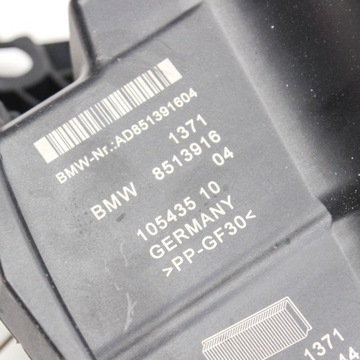 BMW-Nr.:AD851391604
1371
BMW 8513916
04
105435 10
GERMANY
>PP-GF30<
1371